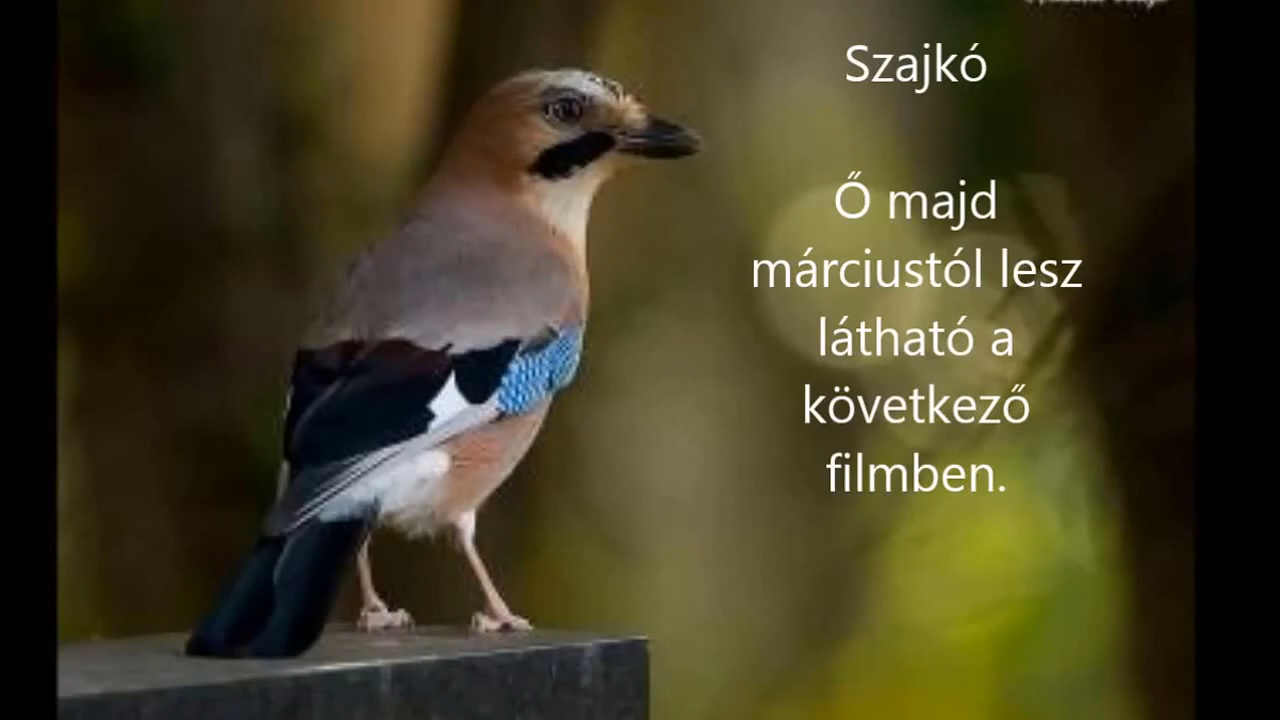 Szajkó
Ő majd
márciustól lesz
látható a
következő
filmben.